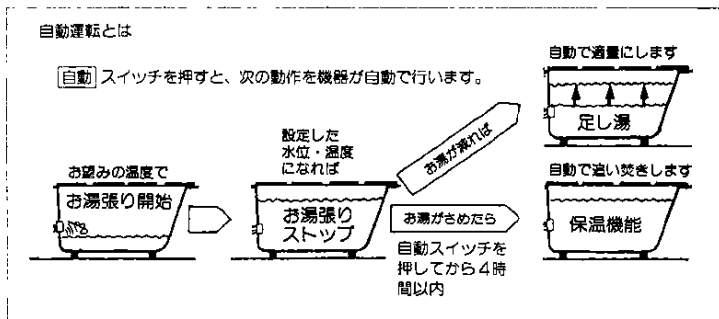 自動運転とは
自動 スイッチを押すと、次の動作を機器が自動で行います。
お望みの温度で
お湯張り開始
設定した
水位・温度
になれば
お湯張り
ストップ
お湯が減れば
自動で適量にします
足し湯
お湯がさめたら
自動スイッチを
押してから4時
間以内
自動で追い焚きします
保温機能